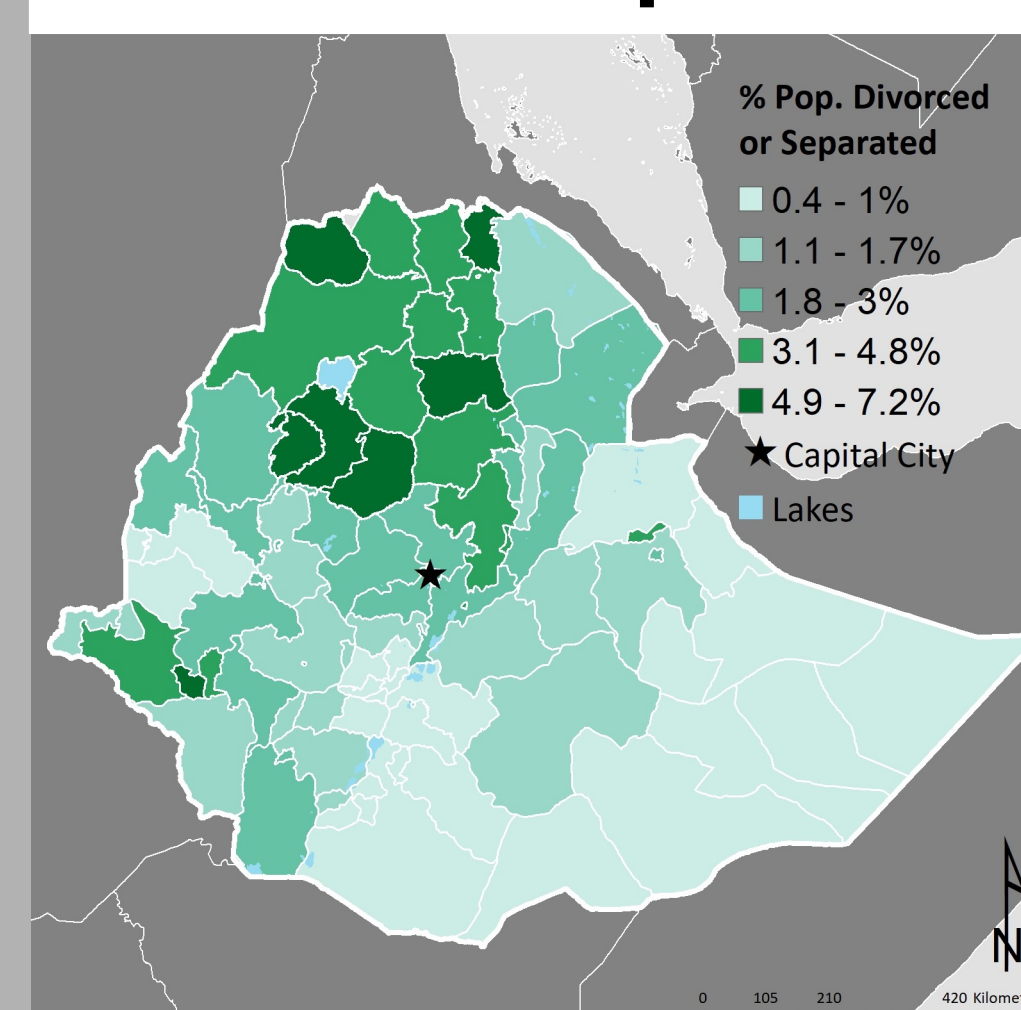 % Pop. Divorced
or Separated
0.4 - 1%
1.1 - 1.7%
1.8 - 3%
3.1 - 4.8%
4.9 - 7.2%
Capital City
Lakes
N
0 105 210 420 Kilomet